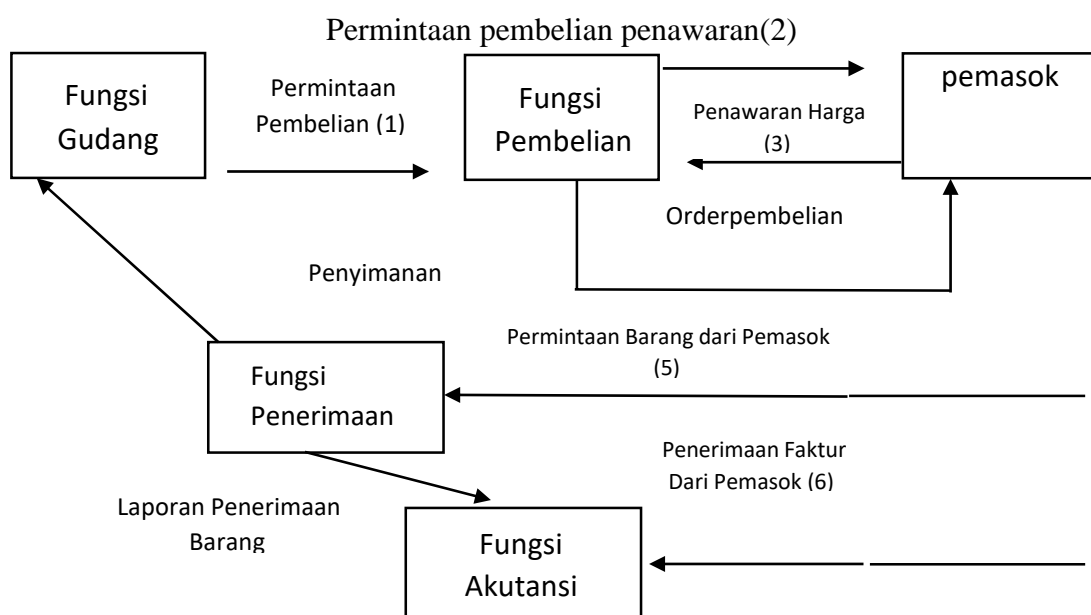 Permintaan pembelian penawaran(2)
Fungsi
Gudang
Permintaan
Pembelian (1)
Fungsi
Pembelian
Penawaran Harga
(3)
pemasok
Orderpembelian
Penyimanan
Permintaan Barang dari Pemasok
(5)
Fungsi
Penerimaan
Penerimaan Faktur
Dari Pemasok (6)
Laporan Penerimaan
Barang
Fungsi
Akutansi